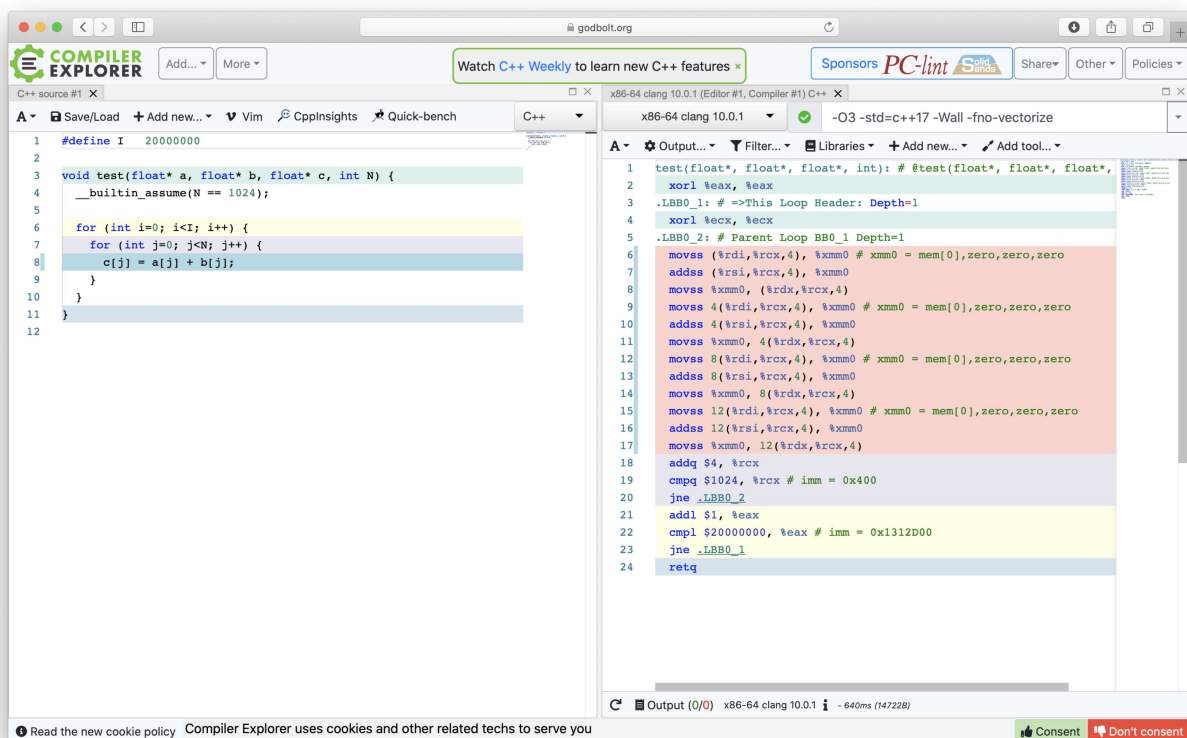 godbolt.org
COMPILER EXPLORER
Add...
More
Watch C++ Weekly to learn new C++ features ×
Sponsors PC-lint Solid Sands
Share
Other
Policies
C++ source #1 X
A Save/Load + Add new... Vim CppInsights Quick-bench
C++
1 #define I   20000000
2
3 void test(float* a, float* b, float* c, int N) {
4   __builtin_assume(N == 1024);
5
6   for (int i=0; i<I; i++) {
7     for (int j=0; j<N; j++) {
8       c[j] = a[j] + b[j];
9     }
10   }
11 }
12
x86-64 clang 10.0.1 (Editor #1, Compiler #1) C++ X
x86-64 clang 10.0.1
-O3 -std=c++17 -Wall -fno-vectorize
A Output... Filter... Libraries + Add new... Add tool...
1 test(float*, float*, float*, int): # @test(float*, float*, float*,
2   xorl %eax, %eax
3 .LBB0_1: # =>This Loop Header: Depth=1
4   xorl %ecx, %ecx
5 .LBB0_2: # Parent Loop BB0_1 Depth=1
6   movss (%rdi,%rcx,4), %xmm0 # xmm0 = mem[0],zero,zero,zero
7   addss (%rsi,%rcx,4), %xmm0
8   movss %xmm0, (%rdx,%rcx,4)
9   movss 4(%rdi,%rcx,4), %xmm0 # xmm0 = mem[0],zero,zero,zero
10   addss 4(%rsi,%rcx,4), %xmm0
11   movss %xmm0, 4(%rdx,%rcx,4)
12   movss 8(%rdi,%rcx,4), %xmm0 # xmm0 = mem[0],zero,zero,zero
13   addss 8(%rsi,%rcx,4), %xmm0
14   movss %xmm0, 8(%rdx,%rcx,4)
15   movss 12(%rdi,%rcx,4), %xmm0 # xmm0 = mem[0],zero,zero,zero
16   addss 12(%rsi,%rcx,4), %xmm0
17   movss %xmm0, 12(%rdx,%rcx,4)
18   addq $4, %rcx
19   cmpq $1024, %rcx # imm = 0x400
20   jne .LBB0_2
21   addl $1, %eax
22   cmpl $20000000, %eax # imm = 0x1312D00
23   jne .LBB0_1
24   retq
Output (0/0) x86-64 clang 10.0.1 i - 640ms (14722B)
Read the new cookie policy Compiler Explorer uses cookies and other related techs to serve you
Consent
Don't consent